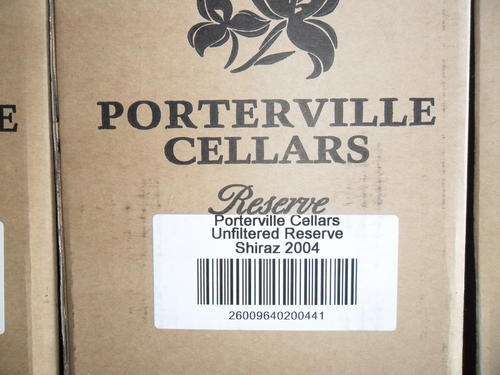 E
PORTERVILLE
CELLARS
Reserve
Porterville Cellars
Unfiltered Reserve
Shiraz 2004
26009640200441